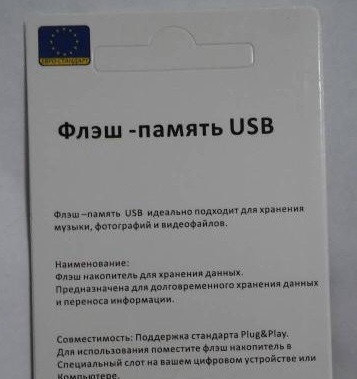 ЕВРОСТАНДАРТ
Флэш -память USB
Флэш –память USB идеально подходит для хранения
музыки, фотографий и видеофайлов.
Наименование:
Флэш накопитель для хранения данных.
Предназначена для долговременного хранения данных
и переноса информации.
Совместимость: Поддержка стандарта Plug&Play.
Для использования поместите флэш накопитель в
Специальный слот на вашем цифровом устройстве или
Компьютере.